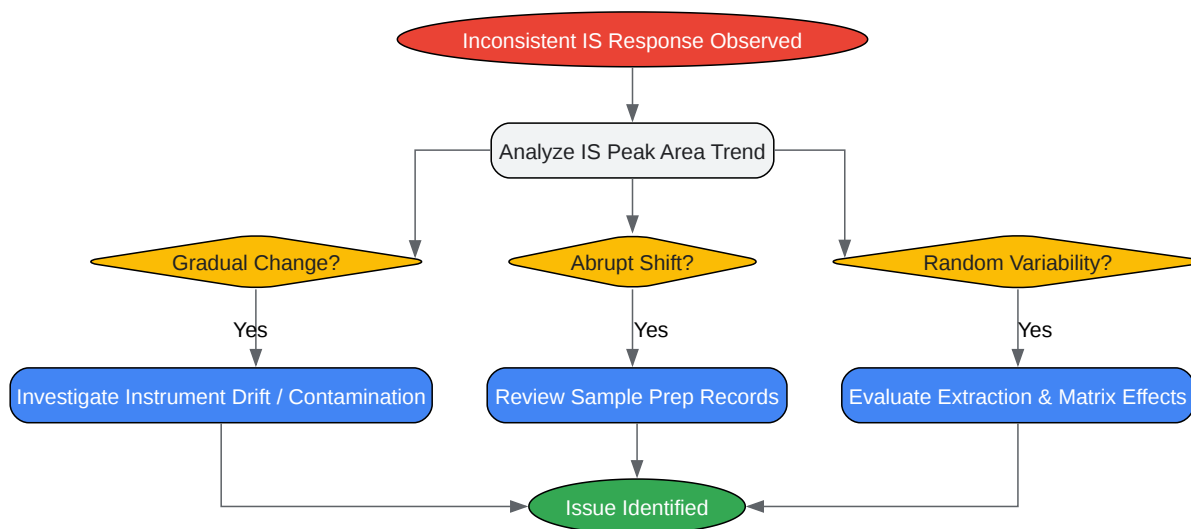 Inconsistent IS Response Observed
Analyze IS Peak Area Trend
Gradual Change?
Abrupt Shift?
Random Variability?
Yes
Yes
Yes
Investigate Instrument Drift / Contamination
Review Sample Prep Records
Evaluate Extraction & Matrix Effects
Issue Identified